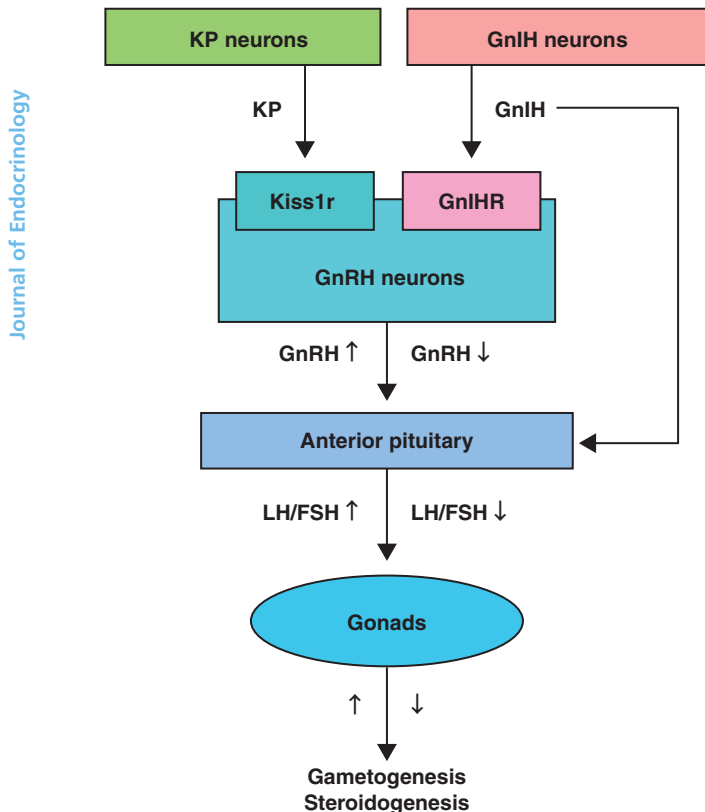 Journal of Endocrinology
KP neurons
GnIH neurons
KP
GnIH
Kiss1r
GnIHR
GnRH neurons
GnRH ↑
GnRH ↓
Anterior pituitary
LH/FSH ↑
LH/FSH ↓
Gonads
↑
↓
Gametogenesis
Steroidogenesis